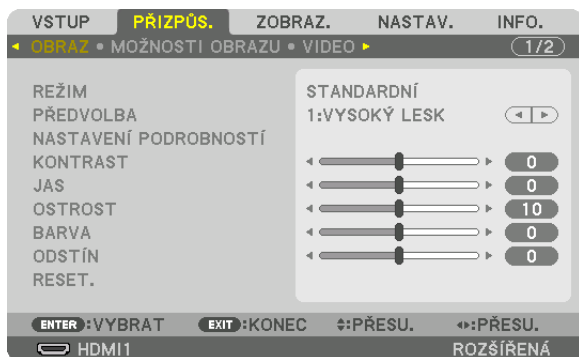 VSTUP PŘIZPŮS. ZOBRAZ. NASTAV. INFO.
OBRAZ • MOŽNOSTI OBRAZU • VIDEO 1/2
REŽIM STANDARDNÍ
PŘEDVOLBA 1:VYSOKÝ LESK
NASTAVENÍ PODROBNOSTÍ
KONTRAST 0
JAS 0
OSTROST 10
BARVA 0
ODSTÍN 0
RESET.
ENTER:VYBRAT EXIT:KONEC :PŘESU. :PŘESU.
HDMI1 ROZŠÍŘENÁ